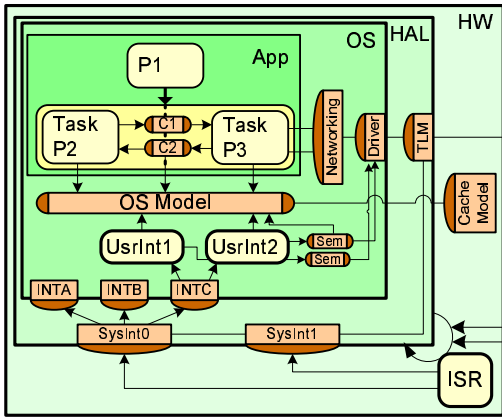 HW
HAL
OS
App
P1
Task
P2
C1
C2
Task
P3
Networking
Driver
TLM
OS Model
Cache
Model
UsrInt1
UsrInt2
Sem
Sem
INTA
INTB
INTC
SysInt0
SysInt1
ISR